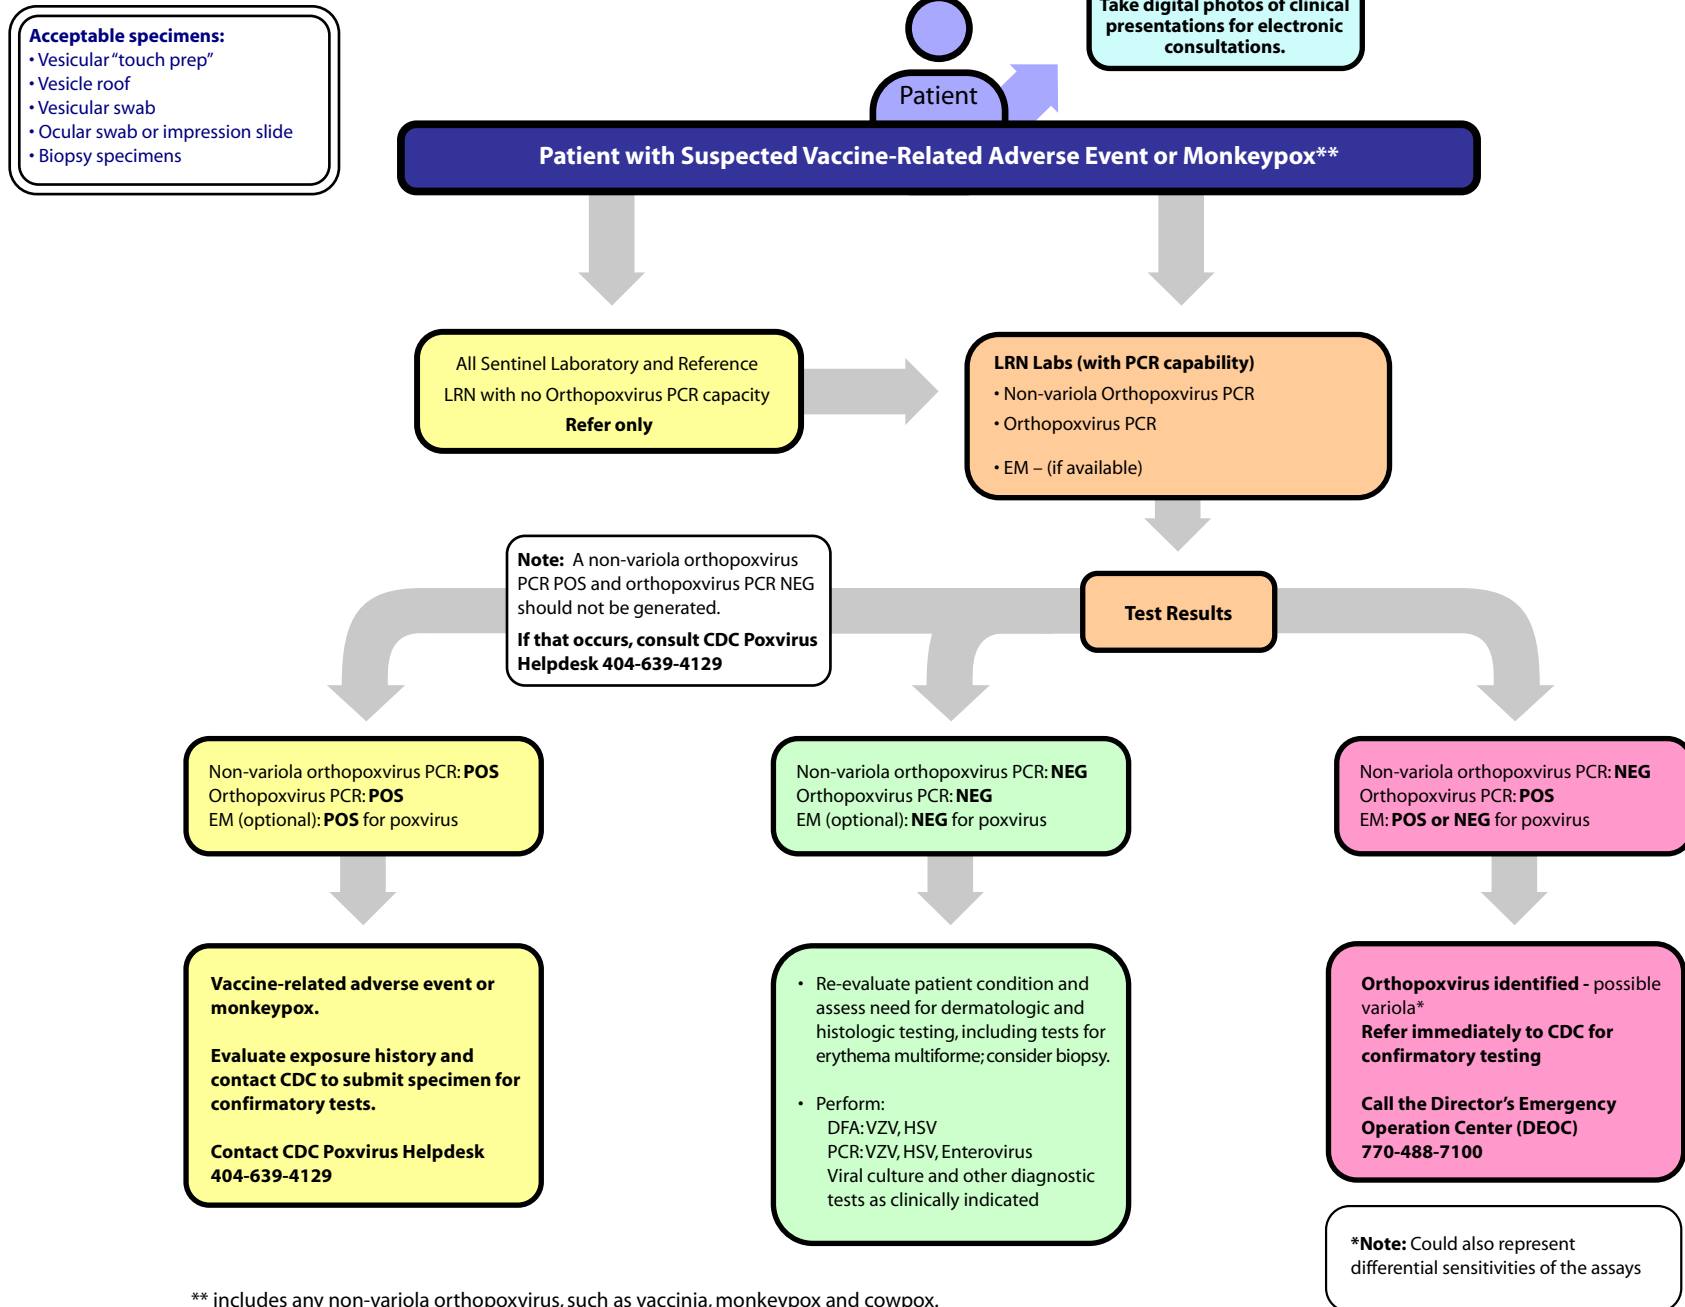 Acceptable specimens:
• Vesicular “touch prep”
• Vesicle roof
• Vesicular swab
• Ocular swab or impression slide
• Biopsy specimens
Take digital photos of clinical
presentations for electronic
consultations.
Patient
Patient with Suspected Vaccine-Related Adverse Event or Monkeypox**
All Sentinel Laboratory and Reference
LRN with no Orthopoxvirus PCR capacity
Refer only
LRN Labs (with PCR capability)
• Non-variola Orthopoxvirus PCR
• Orthopoxvirus PCR
• EM – (if available)
Note: A non-variola orthopoxvirus
PCR POS and orthopoxvirus PCR NEG
should not be generated.
If that occurs, consult CDC Poxvirus
Helpdesk 404-639-4129
Test Results
Non-variola orthopoxvirus PCR: POS
Orthopoxvirus PCR: POS
EM (optional): POS for poxvirus
Non-variola orthopoxvirus PCR: NEG
Orthopoxvirus PCR: NEG
EM (optional): NEG for poxvirus
Non-variola orthopoxvirus PCR: NEG
Orthopoxvirus PCR: POS
EM: POS or NEG for poxvirus
Vaccine-related adverse event or
monkeypox.
Evaluate exposure history and
contact CDC to submit specimen for
confirmatory tests.
Contact CDC Poxvirus Helpdesk
404-639-4129
• Re-evaluate patient condition and
assess need for dermatologic and
histologic testing, including tests for
erythema multiforme; consider biopsy.
• Perform:
DFA: VZV, HSV
PCR: VZV, HSV, Enterovirus
Viral culture and other diagnostic
tests as clinically indicated
Orthopoxvirus identified - possible
variola*
Refer immediately to CDC for
confirmatory testing
Call the Director’s Emergency
Operation Center (DEOC)
770-488-7100
*Note: Could also represent
differential sensitivities of the assays
** includes any non-variola orthopoxvirus, such as vaccinia, monkeypox and cowpox.